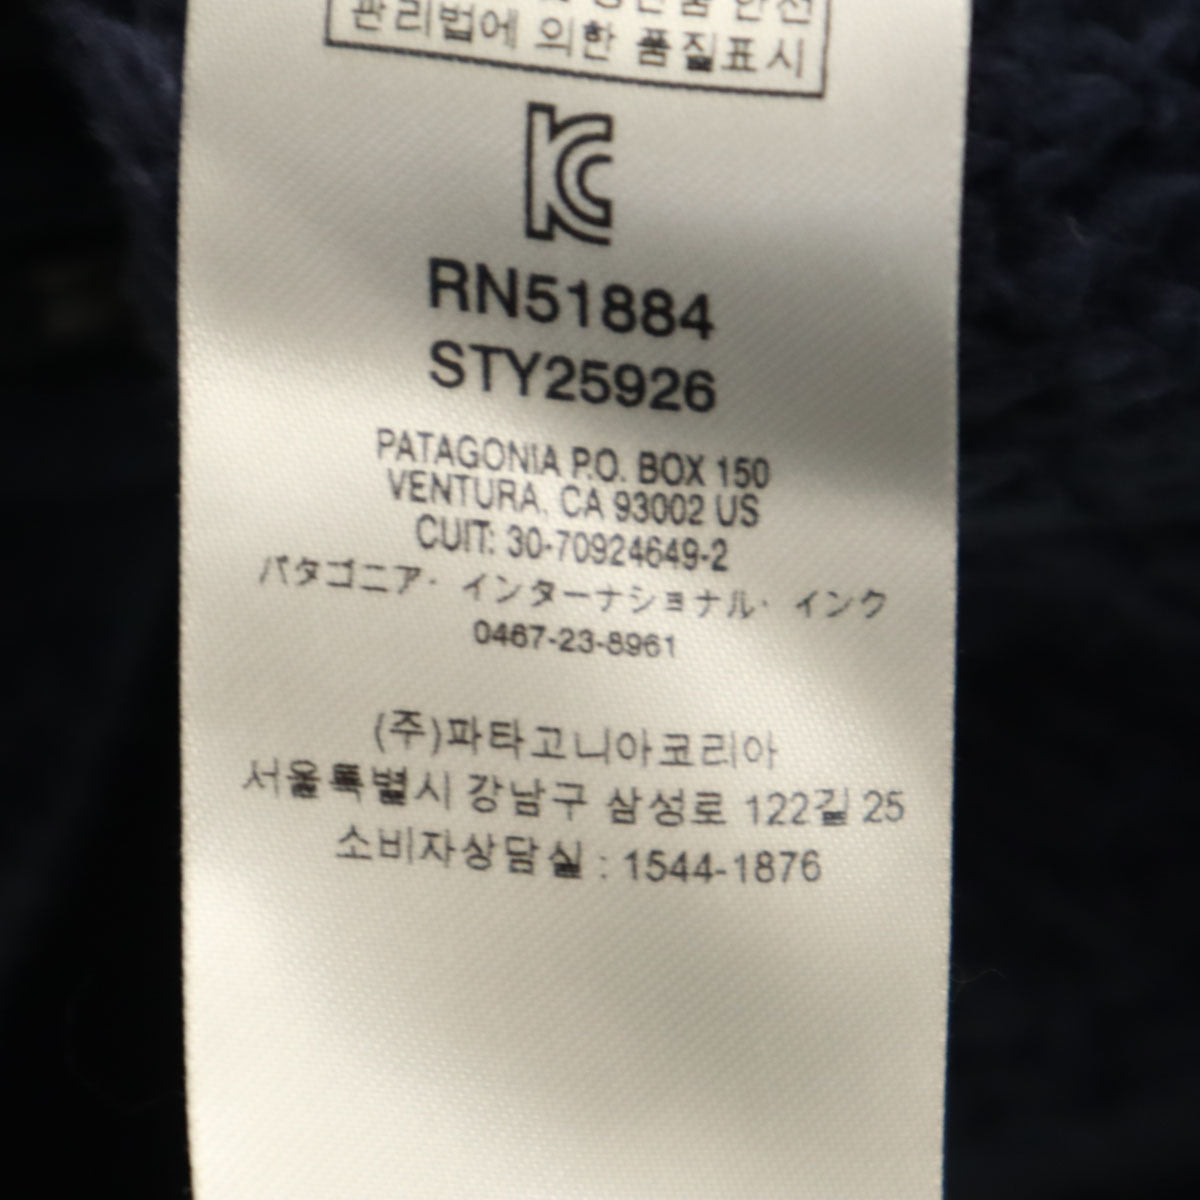 안전
관리법에 의한 품질표시
KC
RN51884
STY25926
PATAGONIA P.O. BOX 150
VENTURA, CA 93002 US
CUIT: 30-70924649-2
パタゴニア・インターナショナル・インク
0467-23-8961
(주)파타고니아코리아
서울특별시 강남구 삼성로 122길 25
소비자상담실 : 1544-1876